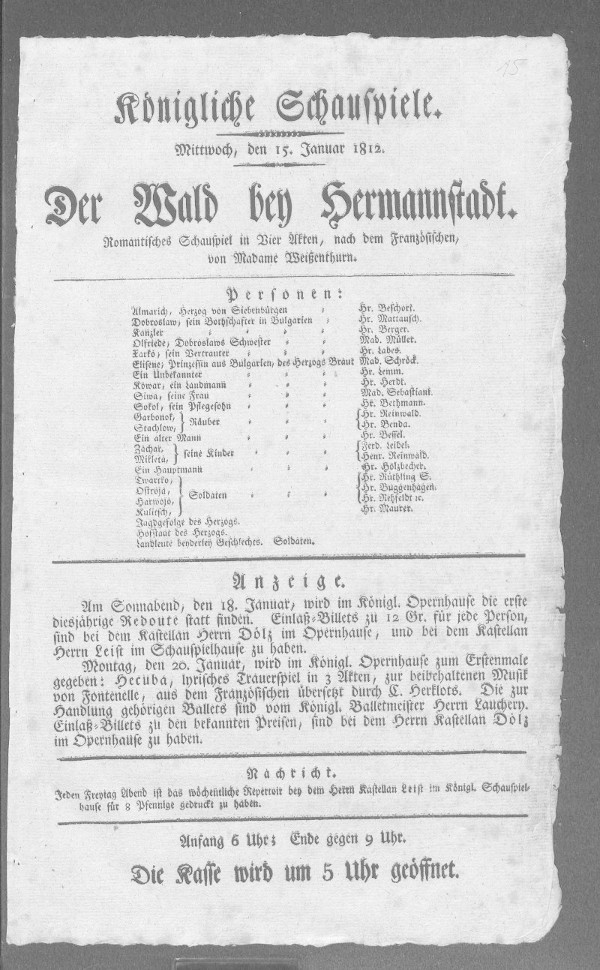 15
Königliche Schauspiele.
Mittwoch, den 15. Januar 1812.
Der Wald bey Hermannstadt.
Romantisches Schauspiel in Vier Akten, nach dem Französischen,
von Madame Weißenthurn.
Personen:
Almarich, Herzog von Siebenbürgen Hr. Beschort.
Dobroslaw, sein Bothschafter in Bulgarien Hr. Mattausch.
Kanzler Hr. Berger.
Olfriede, Dobroslaws Schwester Mad. Müller.
Xarko, sein Vertrauter Hr. Labes.
Elisene, Prinzessin aus Bulgarien, des Herzogs Braut Mad. Schröck.
Ein Unbekannter Hr. Lemm.
Kowar, ein Landmann Hr. Herdt.
Siwa, seine Frau Mad. Sebastiani.
Sokol, sein Pflegesohn Hr. Bethmann.
Garbonok, Hr. Reinwald.
Räuber
Stachlow, Hr. Benda.
Ein alter Mann Hr. Bessel.
Zachar, Ferd. Leidel.
seine Kinder
Mikleta, Henr. Reinwald.
Ein Hauptmann Hr. Holzbecher.
Twartko, Hr. Rüthling S.
Ostroja, Hr. Buggenhagen.
Soldaten
Harwojo, Hr. Rehfeldt ic.
Kulitsch, Hr. Maurer.
Jagdgefolge des Herzogs.
Hofstaat des Herzogs.
Landleute beyderley Geschlechts. Soldaten.
Anzeige.
Am Sonnabend, den 18. Januar, wird im Königl. Opernhause die erste
diesjährige Redoute statt finden. Einlaß-Billets zu 12 Gr. für jede Person,
sind bei dem Kastellan Herrn Dölz im Opernhause, und bei dem Kastellan
Herrn Leist im Schauspielhause zu haben.
Montag, den 20. Januar, wird im Königl. Opernhause zum Erstenmale
gegeben: Hecuba, lyrisches Trauerspiel in 3 Akten, zur beibehaltenen Musik
von Fontenelle, aus dem Französischen übersetzt durch C. Herklots. Die zur
Handlung gehörigen Ballets sind vom Königl. Balletmeister Herrn Lauchery.
Einlaß-Billets zu den bekannten Preisen, sind bei dem Herrn Kastellan Dölz
im Opernhause zu haben.
Nachricht.
Jeden Freytag Abend ist das wöchentliche Repertoir bey dem Herrn Kastellan Leist im Königl. Schauspiel-
hause für 8 Pfennige gedruckt zu haben.
Anfang 6 Uhr; Ende gegen 9 Uhr.
Die Kasse wird um 5 Uhr geöffnet.